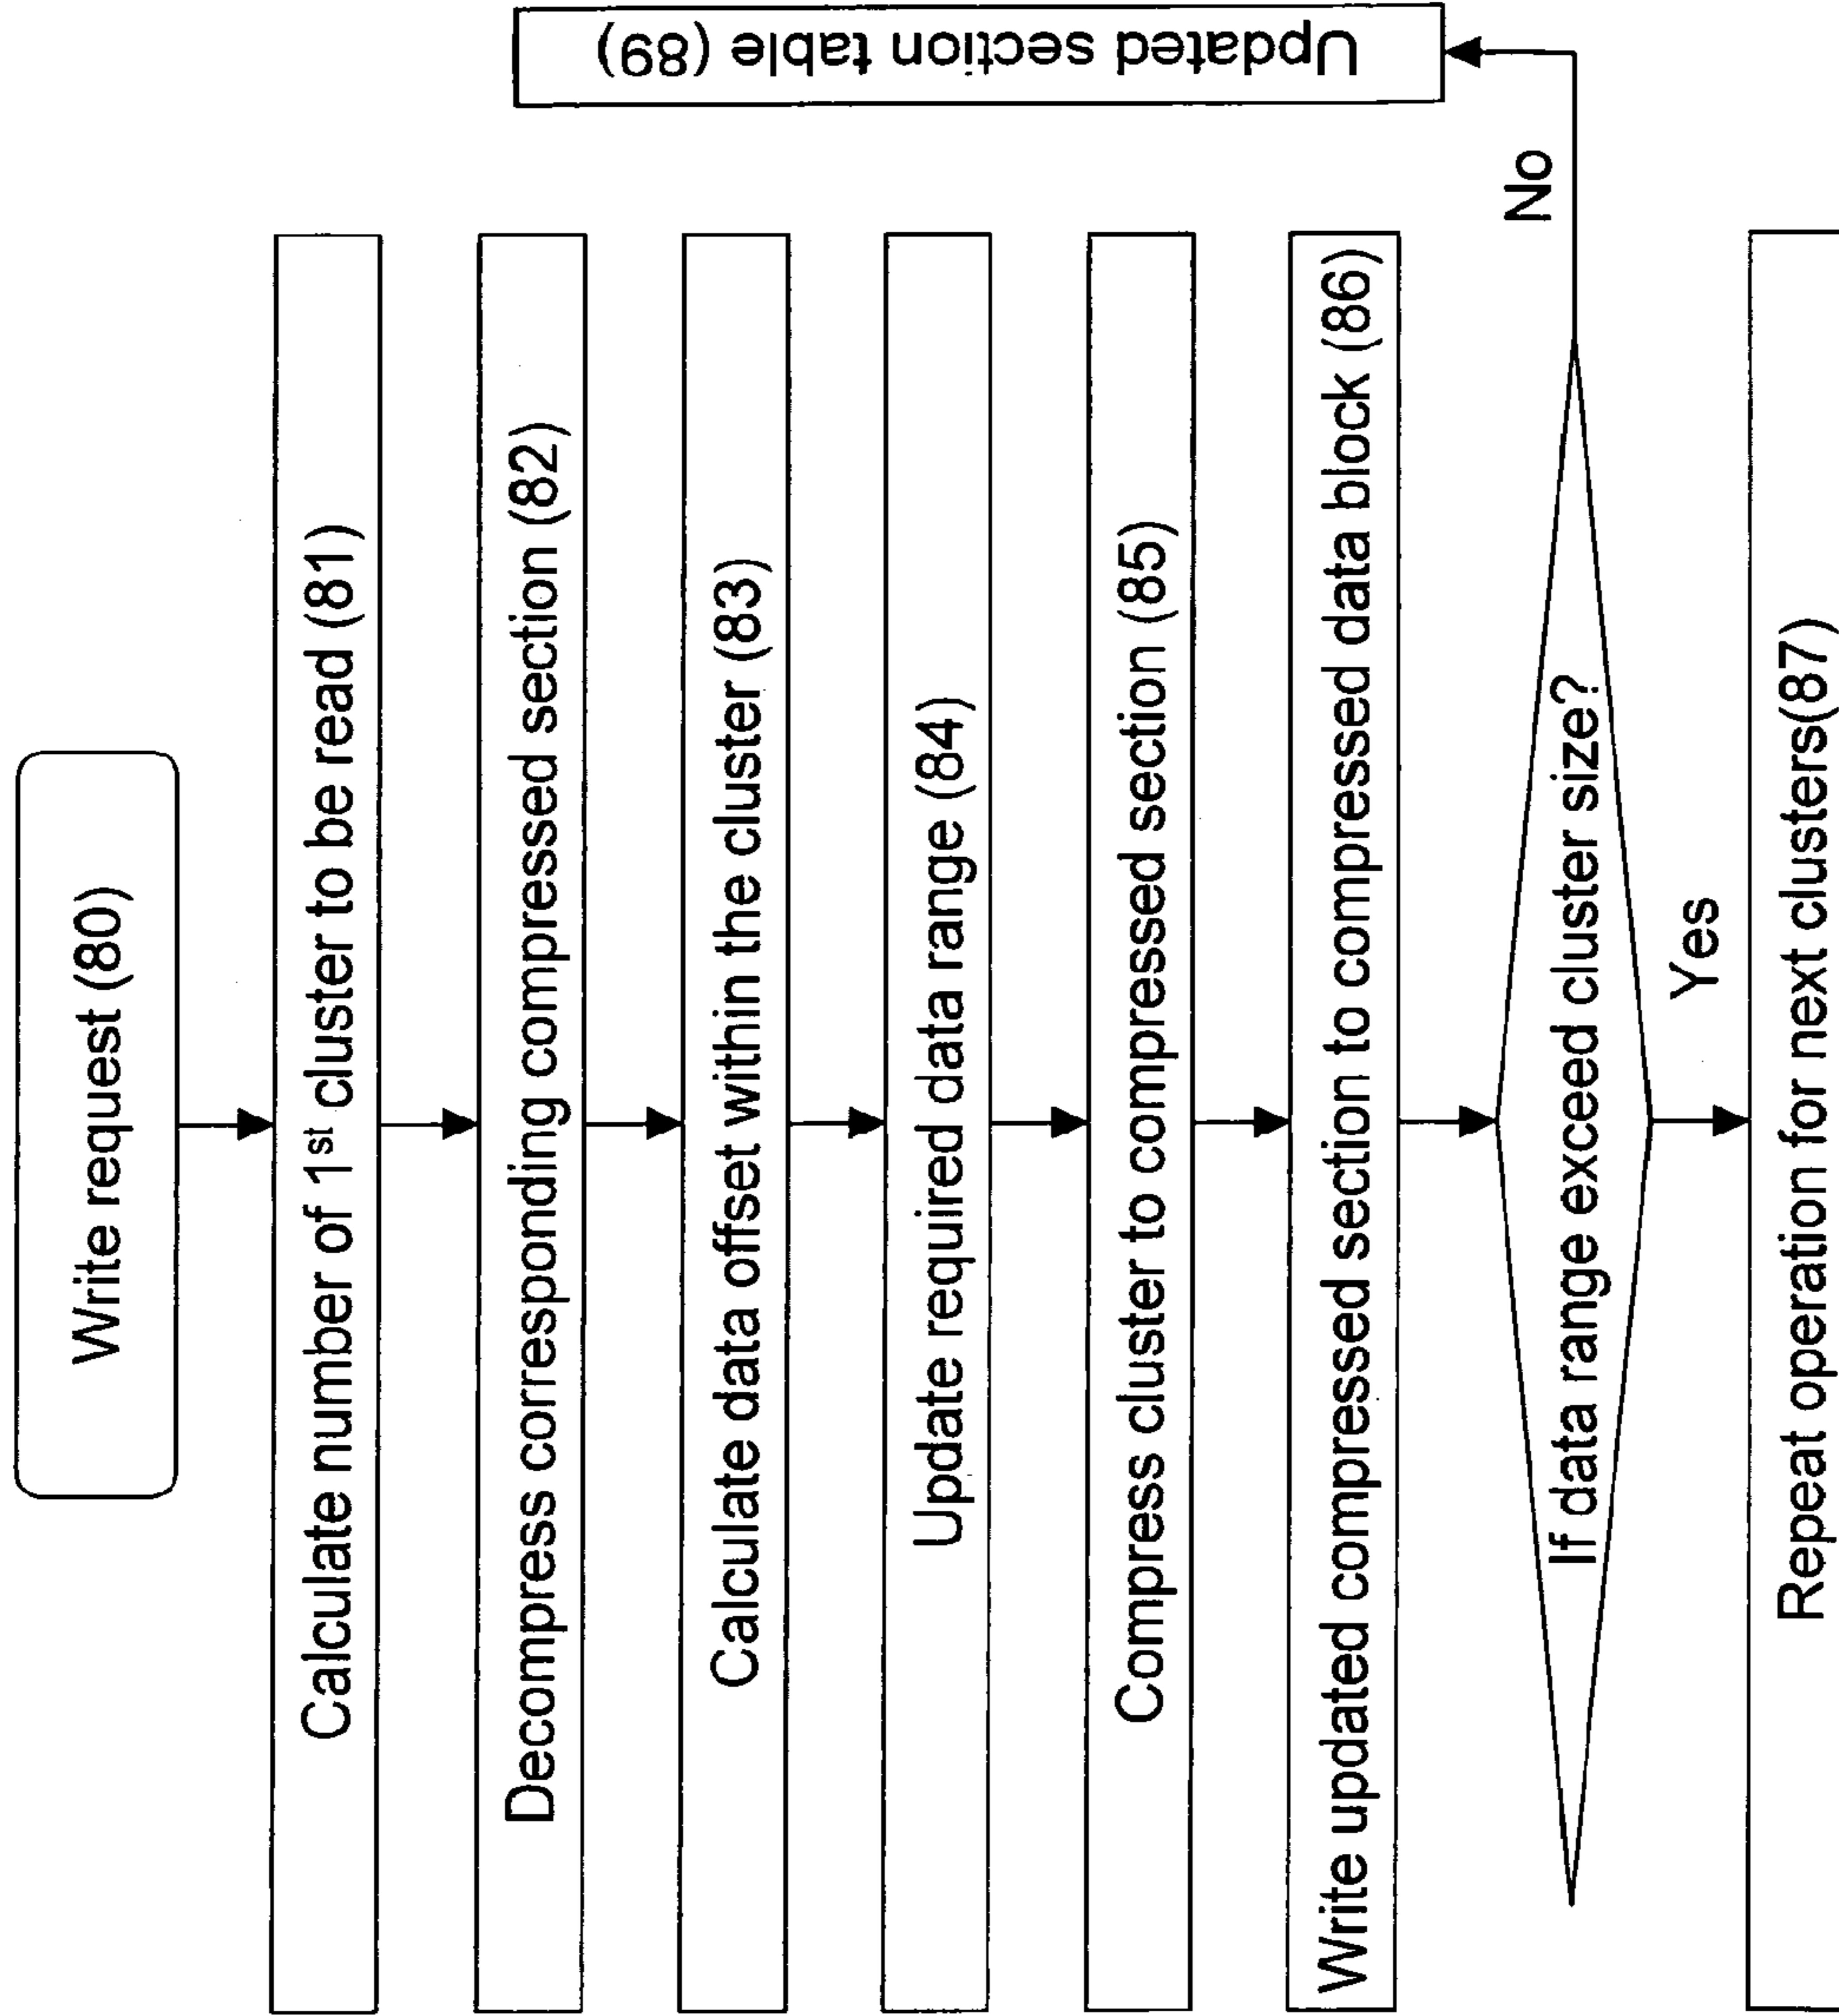 Write request (80)
Calculate number of 1st cluster to be read (81)
Decompress corresponding compressed section (82)
Calculate data offset within the cluster (83)
Update required data range (84)
Compress cluster to compressed section (85)
Write updated compressed section to compressed data block (86)
If data range exceed cluster size?
No
Updated section table (89)
Yes
Repeat operation for next clusters(87)